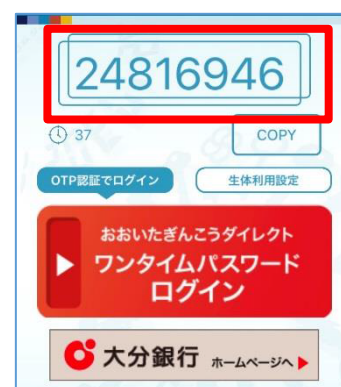 24816946
37
COPY
OTP認証でログイン
生体利用設定
おおいたぎんこうダイレクト
ワンタイムパスワード
ログイン
大分銀行 ホームページへ